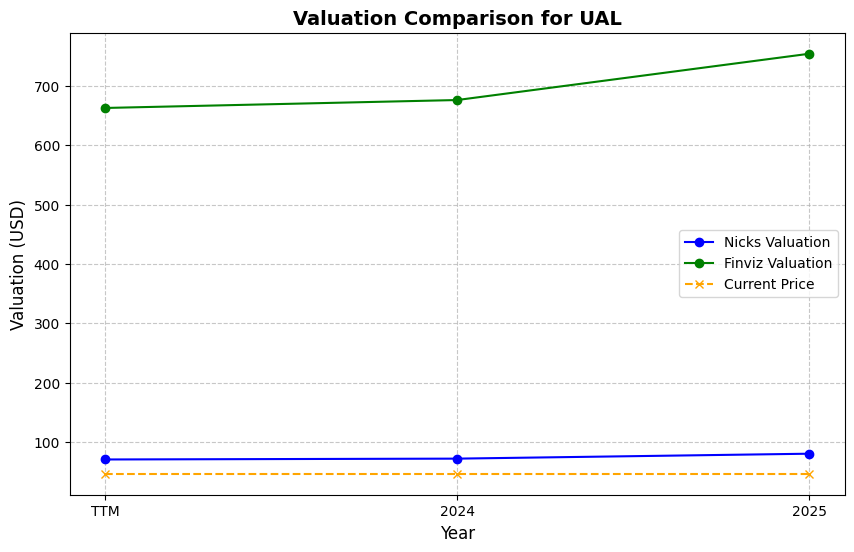 Valuation Comparison for UAL
700
600
500
400
300
200
100
Valuation (USD)
Nicks Valuation
Finviz Valuation
Current Price
TTM
2024
2025
Year